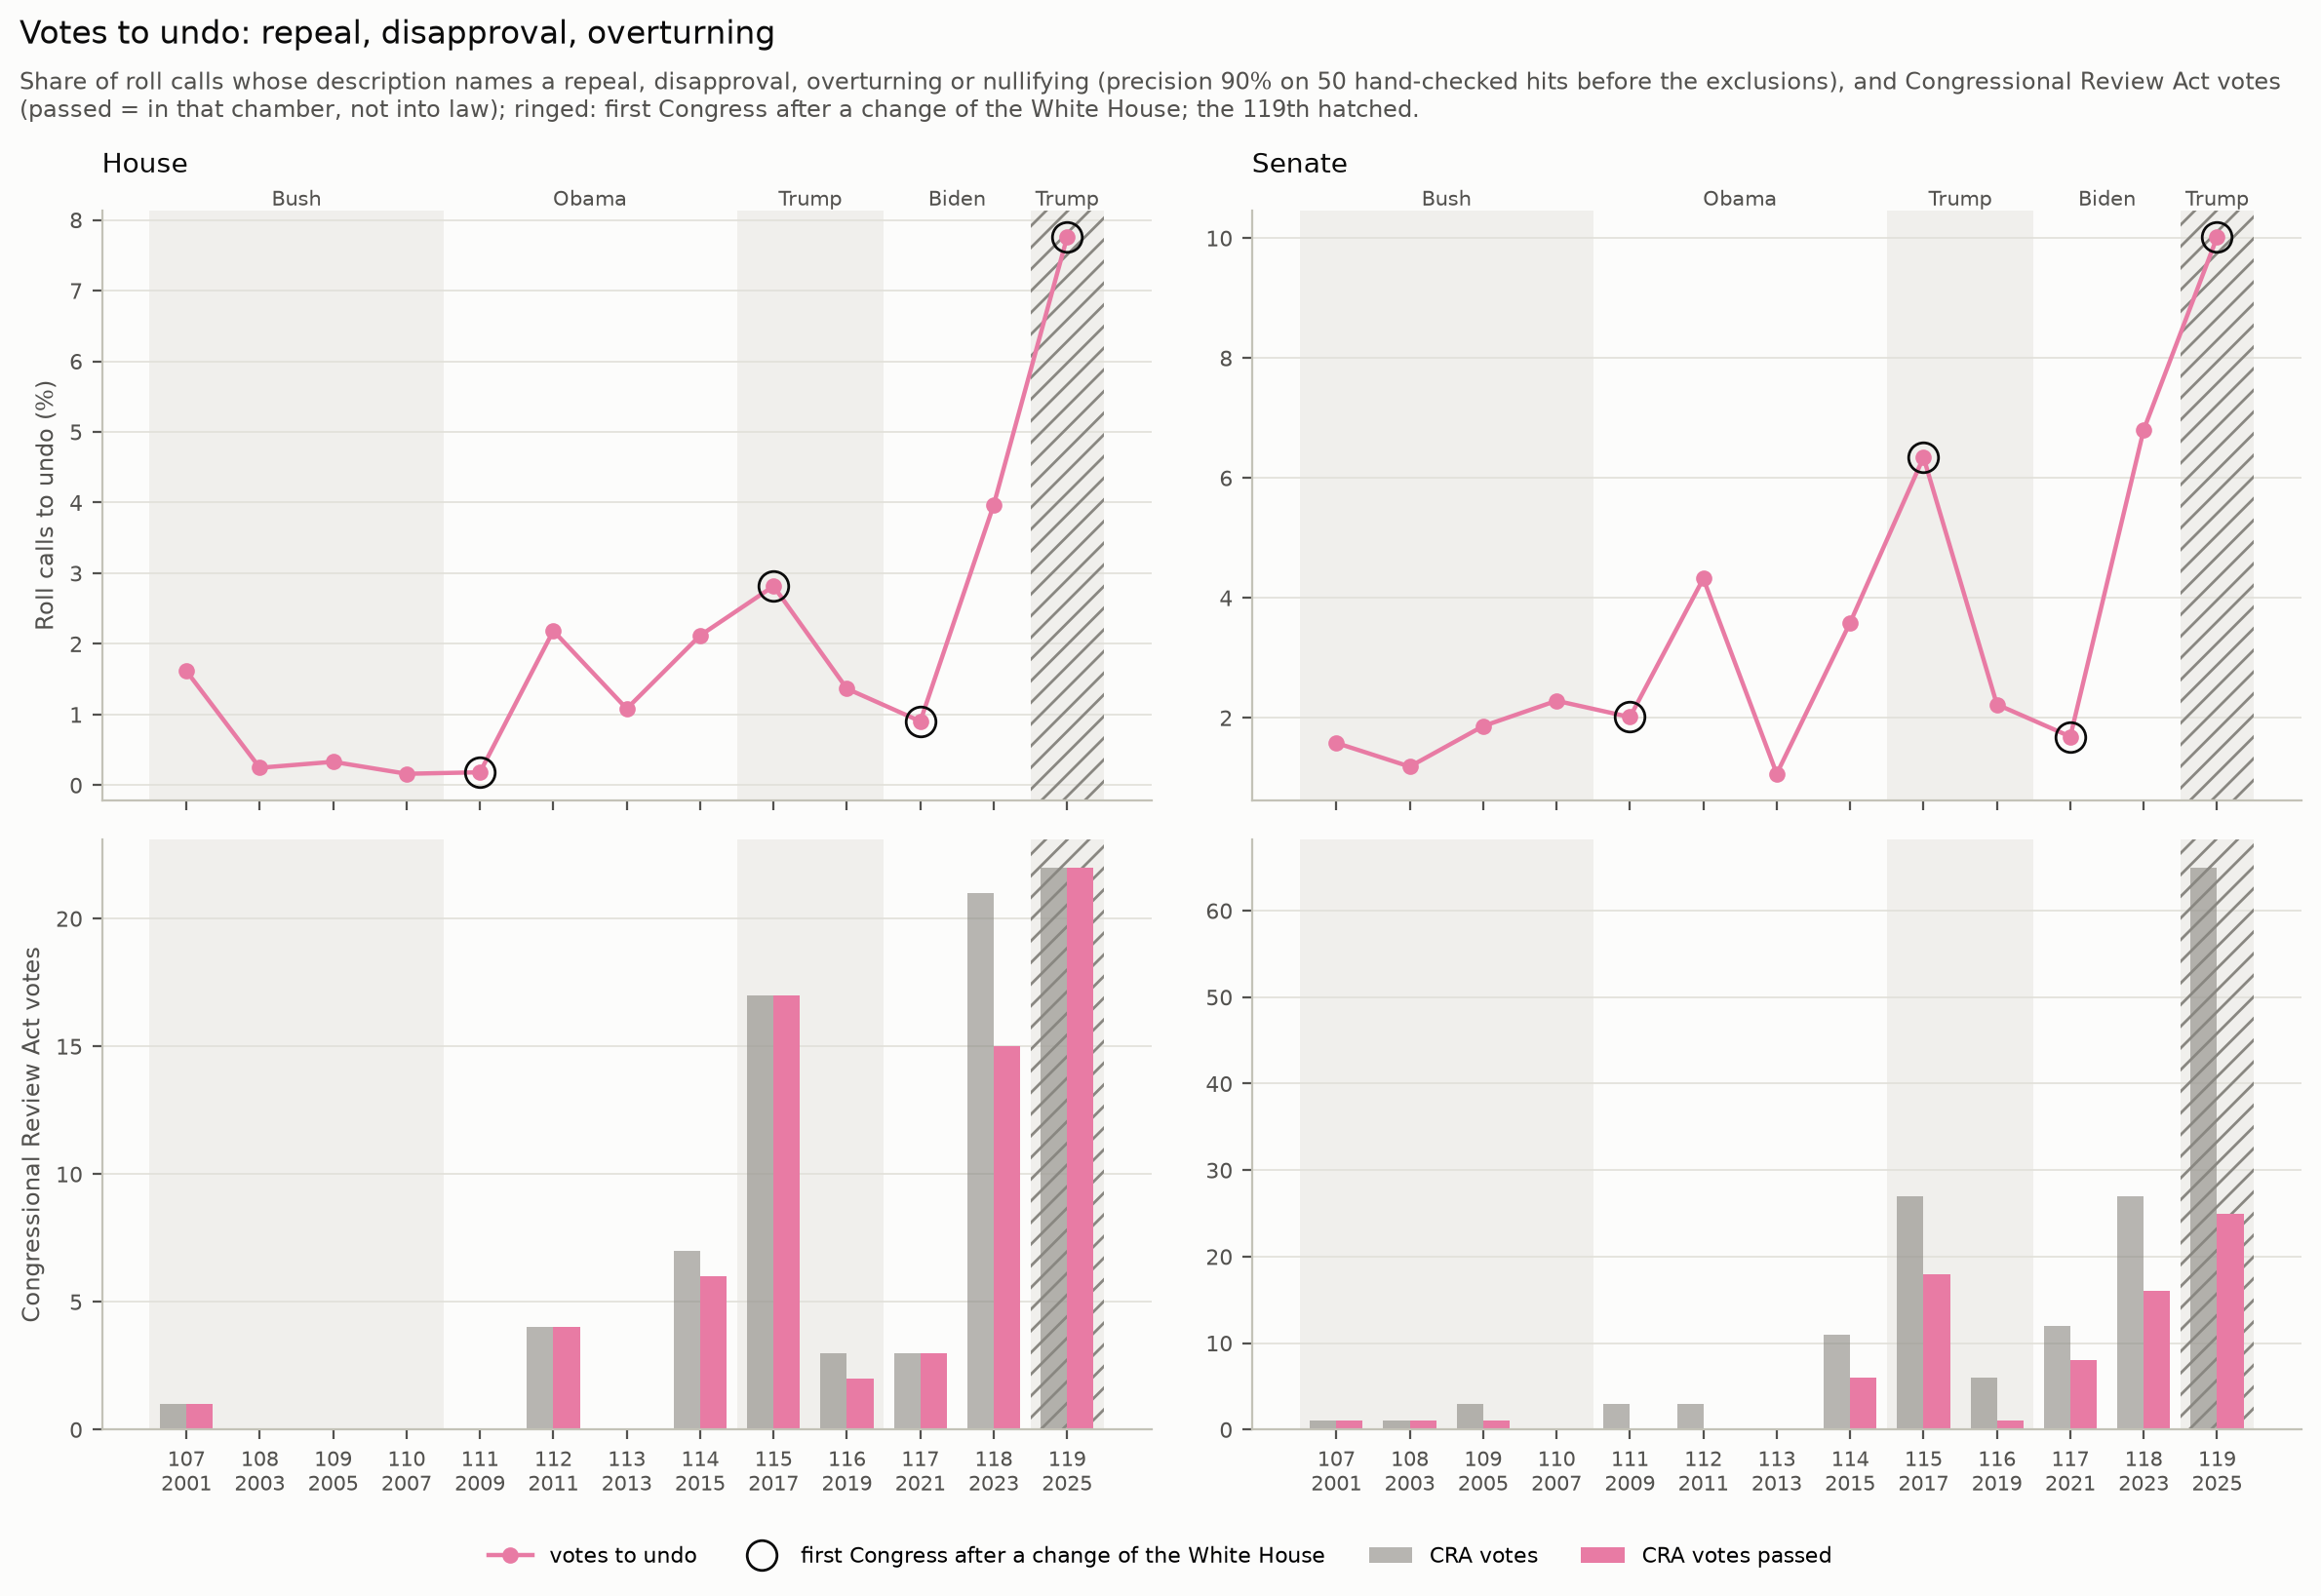 Votes to undo: repeal, disapproval, overturning
Share of roll calls whose description names a repeal, disapproval, overturning or nullifying (precision 90% on 50 hand-checked hits before the exclusions), and Congressional Review Act votes
(passed = in that chamber, not into law); ringed: first Congress after a change of the White House; the 119th hatched.
House
Bush Obama Trump Biden Trump
8
7
6
5
4
3
2
1
0
Roll calls to undo (%)
Senate
Bush Obama Trump Biden Trump
10
8
6
4
2
20
15
10
5
0
Congressional Review Act votes
107 108 109 110 111 112 113 114 115 116 117 118 119
2001 2003 2005 2007 2009 2011 2013 2015 2017 2019 2021 2023 2025
60
50
40
30
20
10
0
107 108 109 110 111 112 113 114 115 116 117 118 119
2001 2003 2005 2007 2009 2011 2013 2015 2017 2019 2021 2023 2025
votes to undo first Congress after a change of the White House CRA votes CRA votes passed